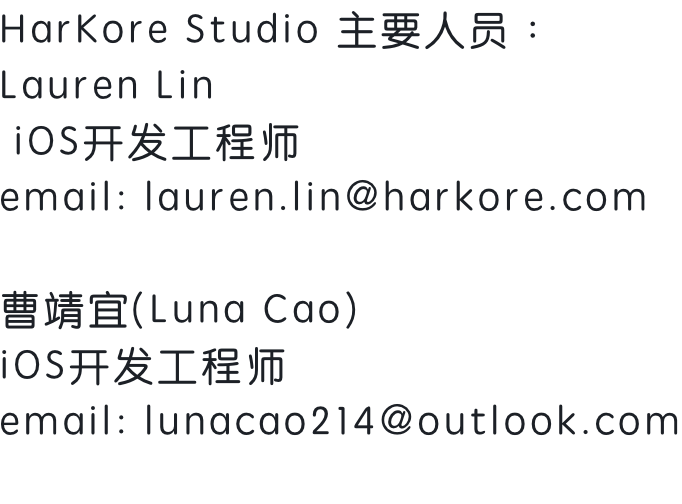 HarKore Studio 主要人员：
Lauren Lin
iOS开发工程师
email: lauren.lin@harkore.com
曹靖宜(Luna Cao)
iOS开发工程师
email: lunacao214@outlook.com